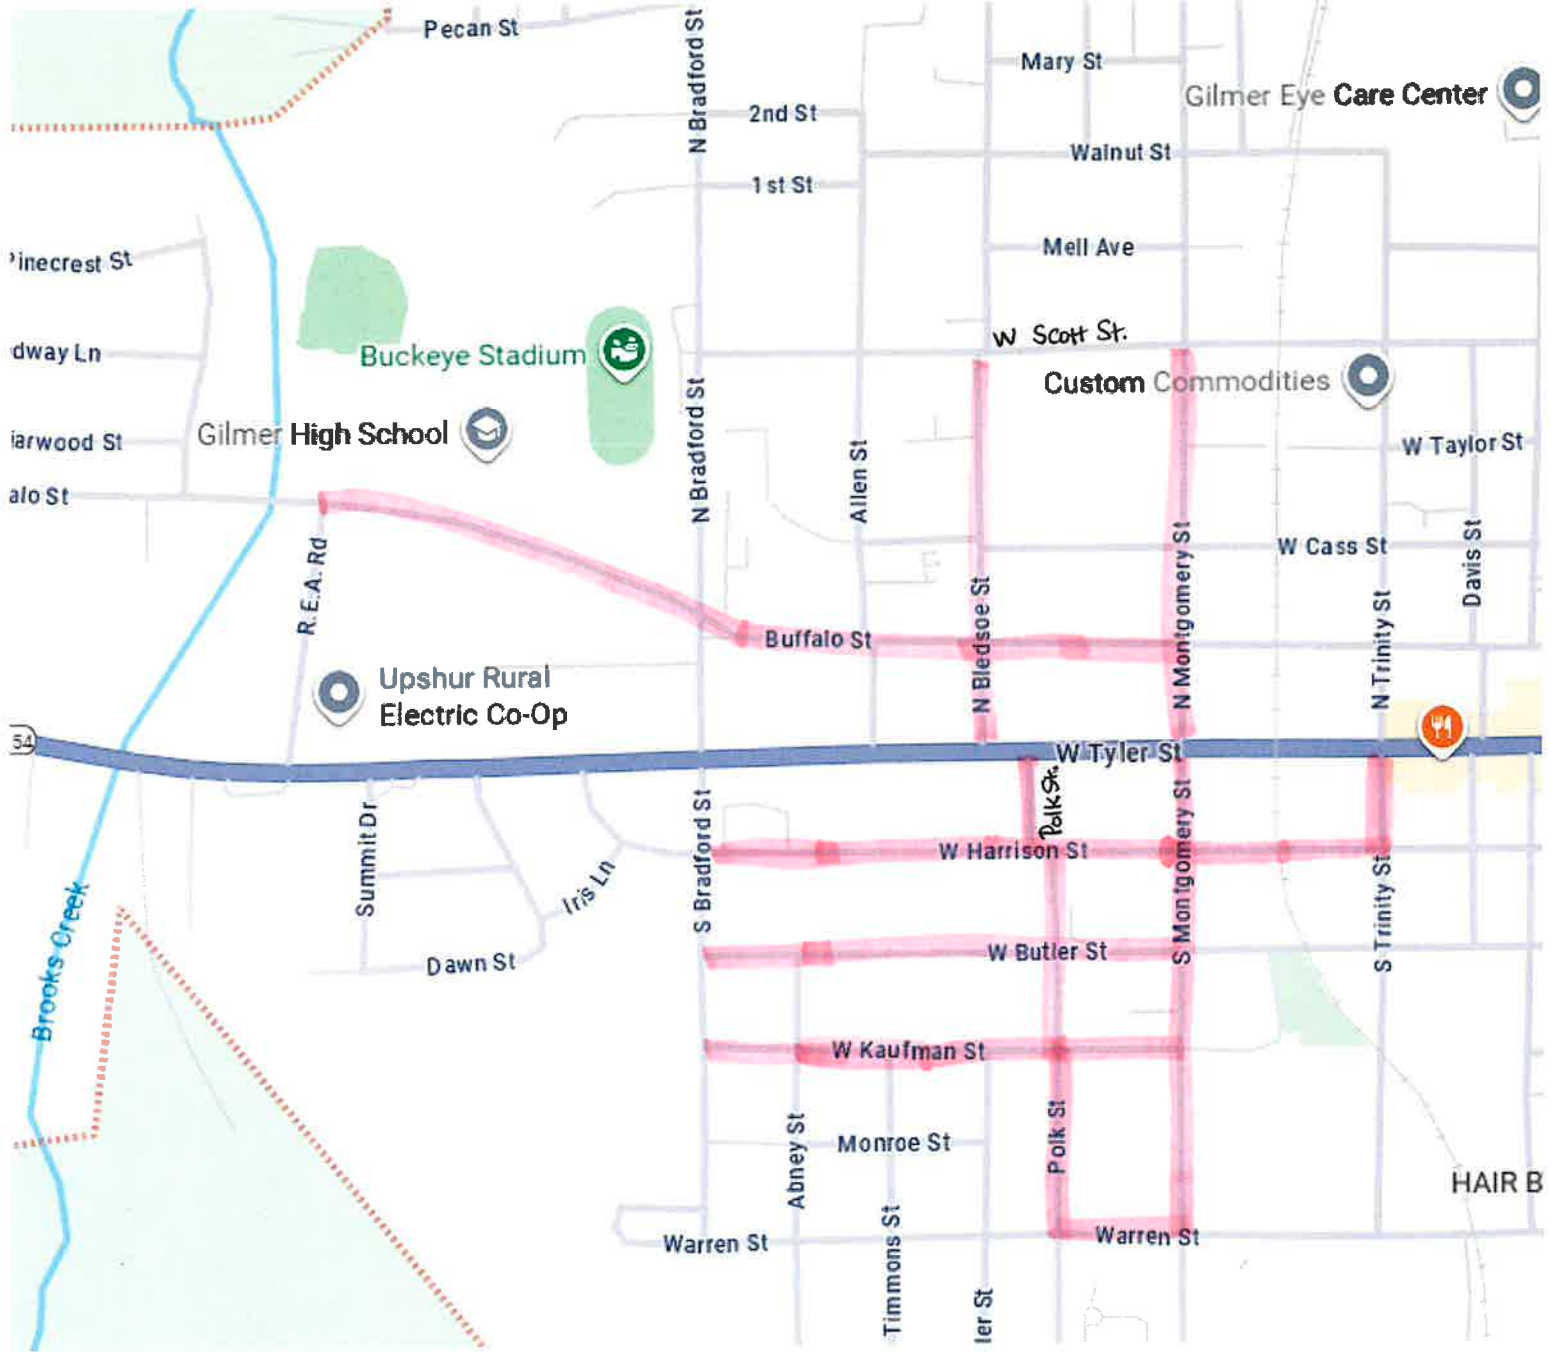 Pecan St
N Bradford St
Mary St
Gilmer Eye Care Center
2nd St
Walnut St
1st St
Mell Ave
Pinecrest St
W Scott St.
dway Ln
Buckeye Stadium
Custom Commodities
N Bradford St
Gilmer High School
iarwood St
W Taylor St
Allen St
alo St
W Cass St
Davis St
R.E.A. Rd
N Bledsoe St
N Montgomery St
N Trinity St
Buffalo St
Upshur Rural
Electric Co-Op
54
W Tyler St
Polk St.
Summit Dr
S Bradford St
W Harrison St
S Montgomery St
S Trinity St
Iris Ln
Brooks Creek
Dawn St
W Butler St
W Kaufman St
Abney St
Monroe St
Polk St
HAIR B
Timmons St
Warren St
Warren St
ler St